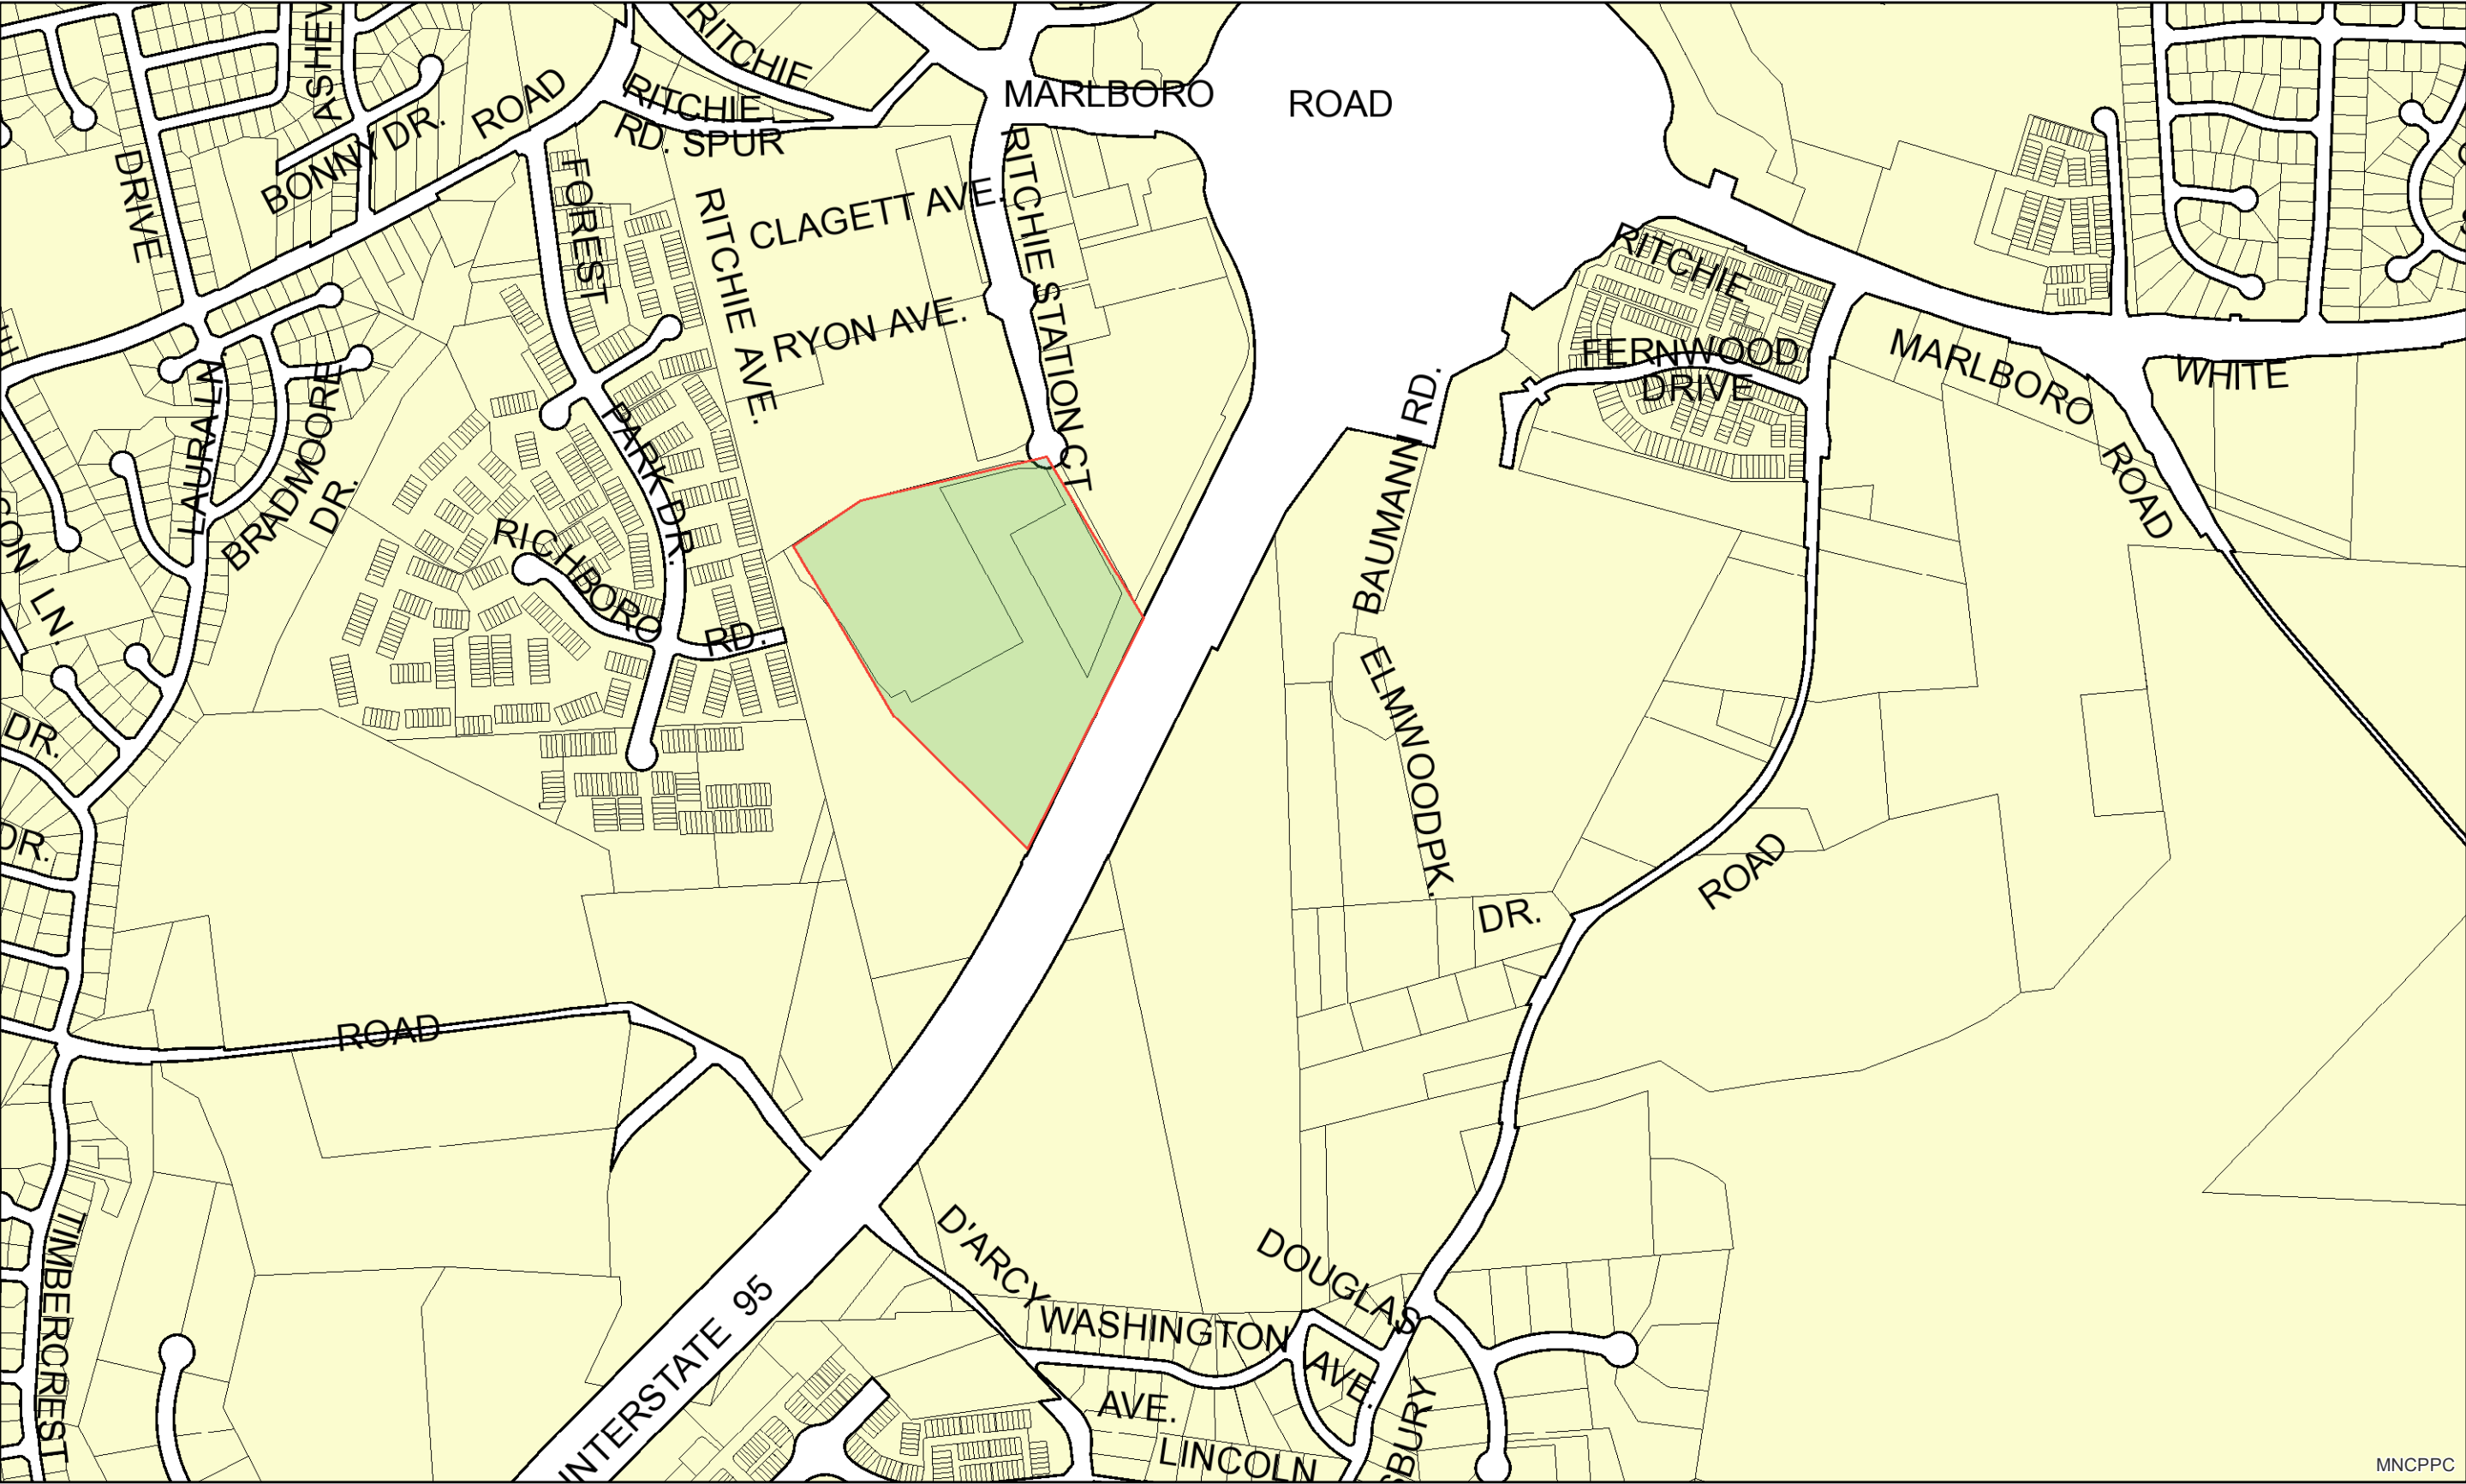 RITCHIE
ASHEV
MARLBORO
ROAD
ROAD
RITCHIE
RD. SPUR
BONNY DR.
DRIVE
FOREST
RITCHIE AVE.
CLAGETT AVE.
RITCHIE STATION CT
RYON AVE.
RITCHIE
FERNWOOD
DRIVE
MARLBORO
ROAD
WHITE
LAURA LN.
BRADMOORE
DR.
PARK DR.
BAUMANN RD.
RICHBORO
RD.
LN.
ELMWOODPK.
DR.
DR.
DR.
ROAD
ROAD
D'ARCY
DOUGLAS
AVE.
WASHINGTON
AVE.
TIMBERCREST
INTERSTATE 95
LINCOLN
SBURY
MNCPPC